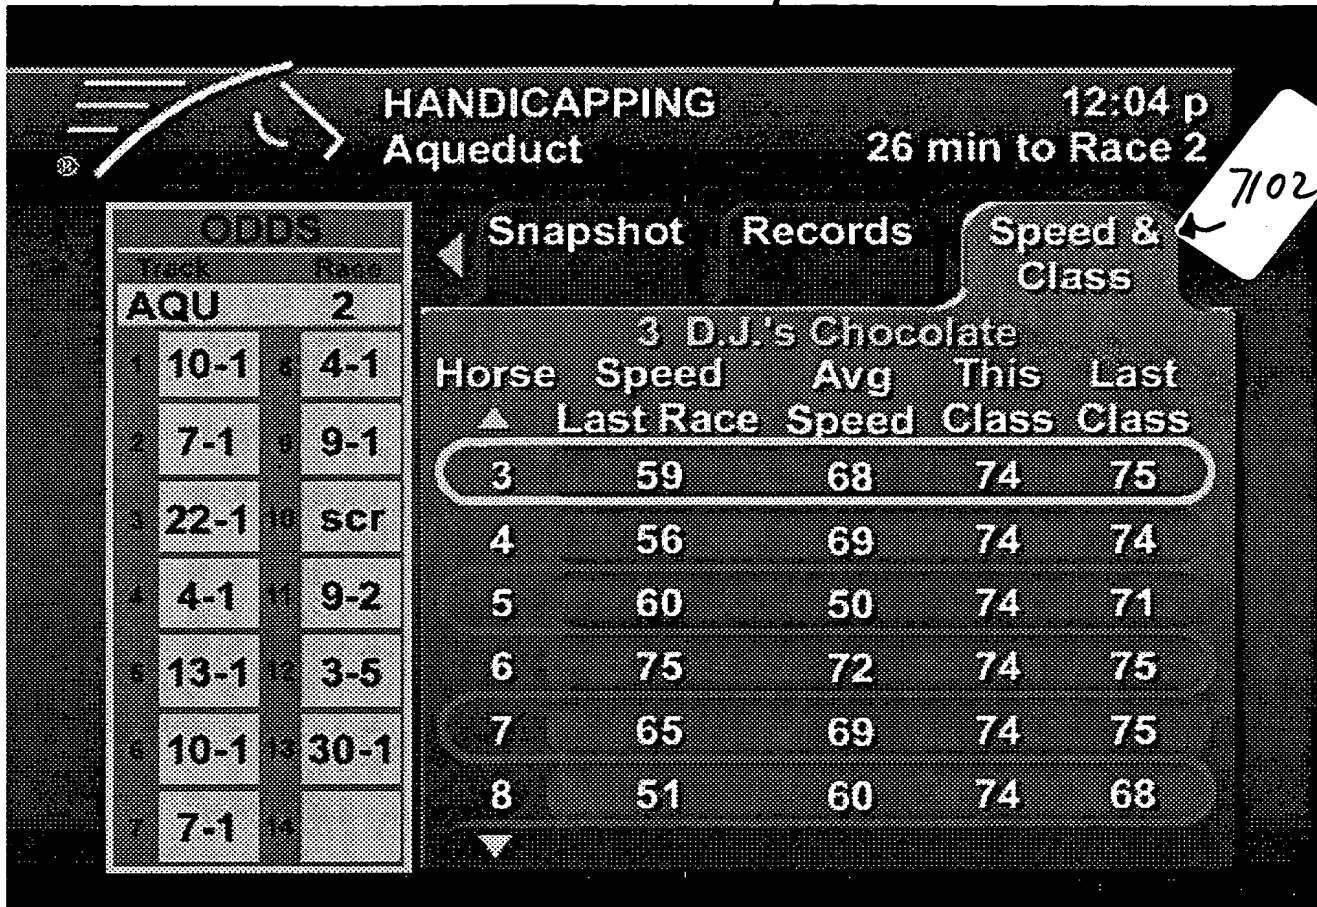 HANDICAPPING 12:04 p
Aqueduct 26 min to Race 2
®
7102
ODDS
Track Race
AQU 2
1 10-1 8 4-1
2 7-1 9 9-1
3 22-1 10 scr
4 4-1 11 9-2
5 13-1 12 3-5
6 10-1 13 30-1
7 7-1 14
Snapshot Records Speed &
Class
3 D.J.'s Chocolate
Horse Speed Avg This Last
Last Race Speed Class Class
3 59 68 74 75
4 56 69 74 74
5 60 50 74 71
6 75 72 74 75
7 65 69 74 75
8 51 60 74 68